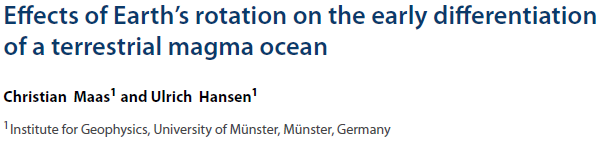 Effects of Earth's rotation on the early differentiation
of a terrestrial magma ocean
Christian Maas¹ and Ulrich Hansen¹
¹Institute for Geophysics, University of Münster, Münster, Germany